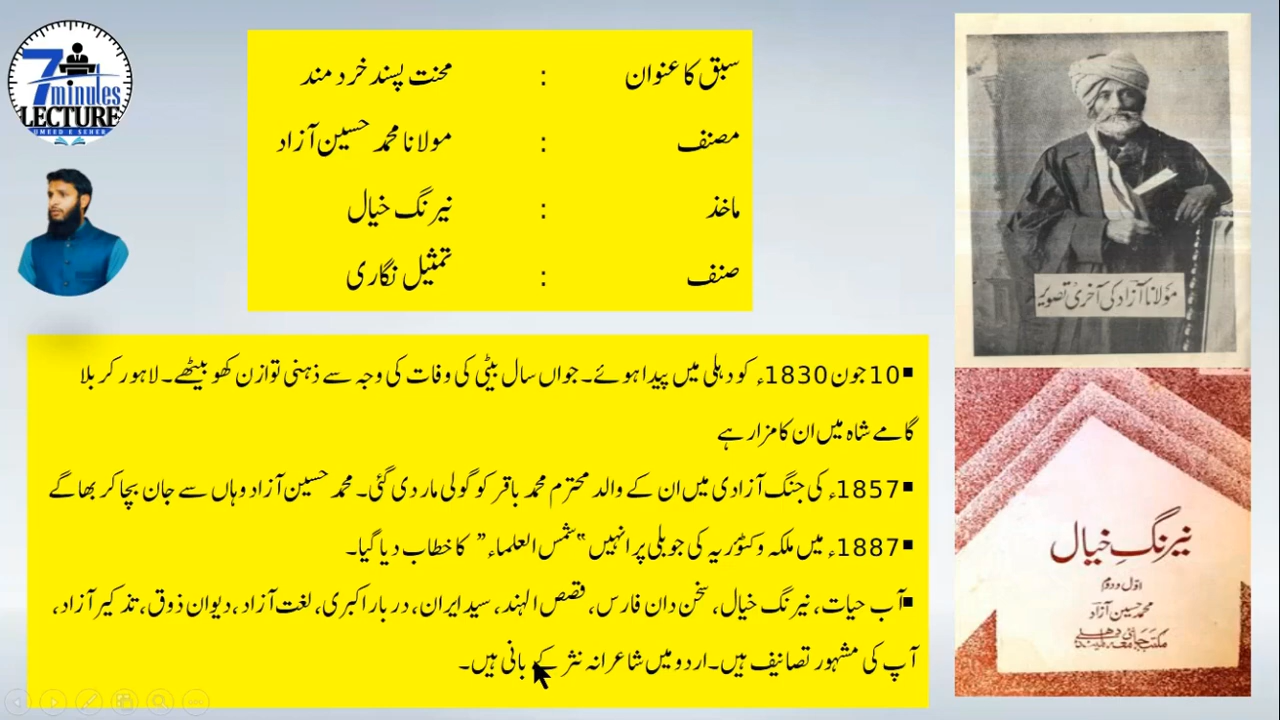 7
minutes
LECTURE
UMEED E SEHER
سبق کا عنوان : محنت پسند خرد مند
مصنف : مولانا محمد حسین آزاد
ماخذ : نیرنگ خیال
صنف : تمثیل نگاری
▪10 جون 1830ء کو دہلی میں پیدا ہوئے۔ جواں سال بیٹی کی وفات کی وجہ سے ذہنی توازن کھو بیٹھے۔ لاہور کربلا
گامے شاہ میں ان کا مزار ہے
▪1857ء کی جنگ آزادی میں ان کے والد محترم محمد باقر کو گولی مار دی گئی۔ محمد حسین آزاد وہاں سے جان بچا کر بھاگے
▪1887ء میں ملکہ وکٹوریہ کی جوبلی پر انہیں “شمس العلماء” کا خطاب دیا گیا۔
▪آب حیات، نیرنگ خیال، سخن دان فارس، قصص الہند، سید ایران، دربار اکبری، لغت آزاد، دیوان ذوق، تذکیر آزاد،
آپ کی مشہور تصانیف ہیں۔ اردو میں شاعرانہ نثر کے بانی ہیں۔
مولانا آزاد کی آخری تصویر
نیرنگِ خیال
اوّل و دوم
محمد حسین آزاد